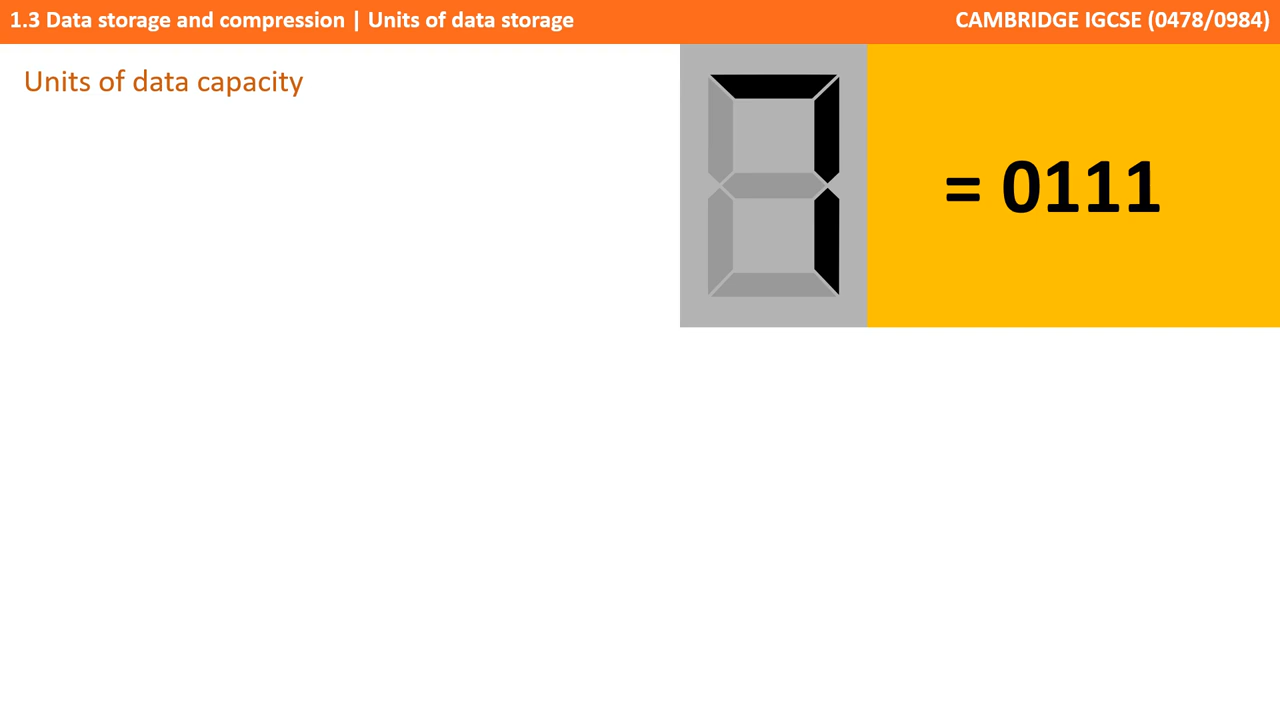 1.3 Data storage and compression | Units of data storage
CAMBRIDGE IGCSE (0478/0984)
Units of data capacity
7
= 0111